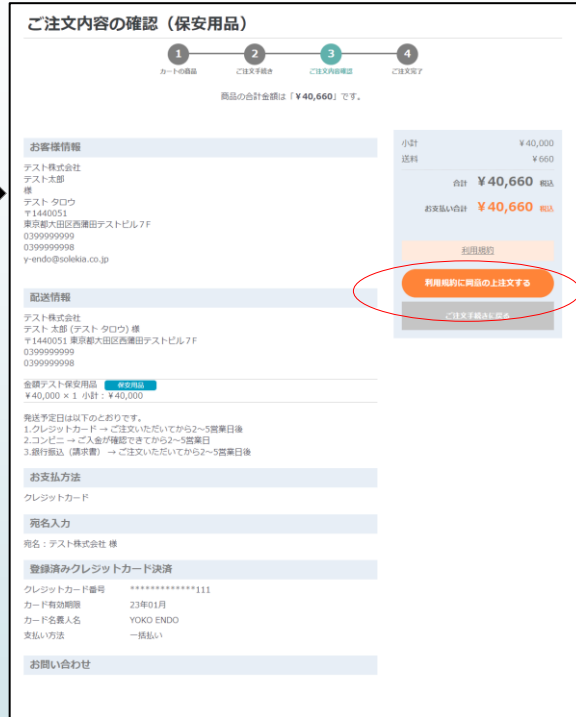 ご注文内容の確認（保安用品）
1 2 3 4
カートの商品 ご注文手続き ご注文内容確認 ご注文完了
商品の合計金額は「￥40,660」です。
お客様情報
テスト株式会社
テスト太郎
様
テスト タロウ
〒1440051
東京都大田区西蒲田テストビル７F
0399999999
0399999998
y-endo@solekia.co.jp
配送情報
テスト株式会社
テスト 太郎 (テスト タロウ) 様
〒1440051 東京都大田区西蒲田テストビル７F
0399999999
0399999998
金額テスト保安用品 保安用品
￥40,000 × 1 小計：￥40,000
発送予定日は以下のとおりです。
1.クレジットカード → ご注文いただいてから2～5営業日後
2.コンビニ → ご入金が確認できてから2～5営業日
3.銀行振込（請求書） → ご注文いただいてから2～5営業日後
お支払方法
クレジットカード
宛名入力
宛名：テスト株式会社 様
登録済みクレジットカード決済
クレジットカード番号 *************111
カード有効期限 23年01月
カード名義人名 YOKO ENDO
支払い方法 一括払い
お問い合わせ
小計 ￥40,000
送料 ￥660
合計 ￥40,660 税込
お支払い合計 ￥40,660 税込
利用規約
利用規約に同意の上注文する
ご注文手続きに戻る